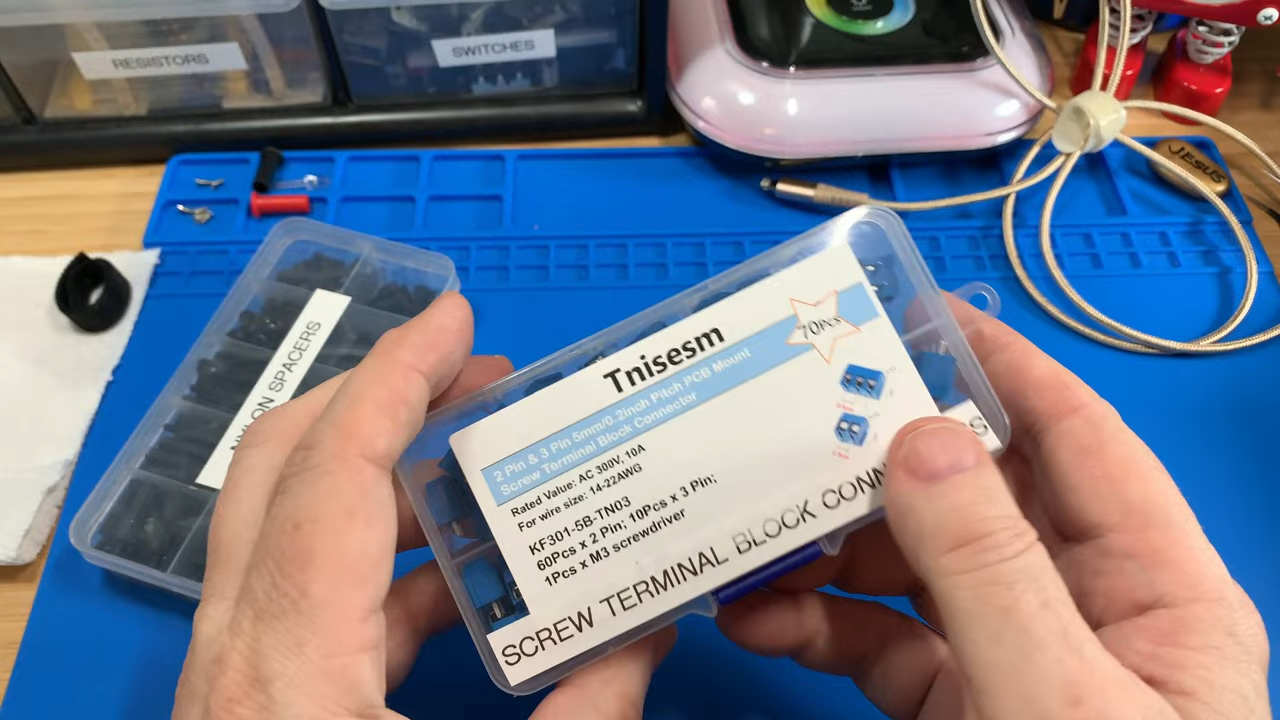 RESISTORS
SWITCHES
JESUS
NYLON SPACERS
Tnisesm
70pcs
2 Pin & 3 Pin 5mm/0.2inch Pitch PCB Mount
Screw Terminal Block Connector
Rated Value: AC 300V, 10A
For wire size: 14-22AWG
KF301-5B-TN03
60Pcs x 2 Pin; 10Pcs x 3 Pin;
1Pcs x M3 screwdriver
SCREW TERMINAL BLOCK CONN S